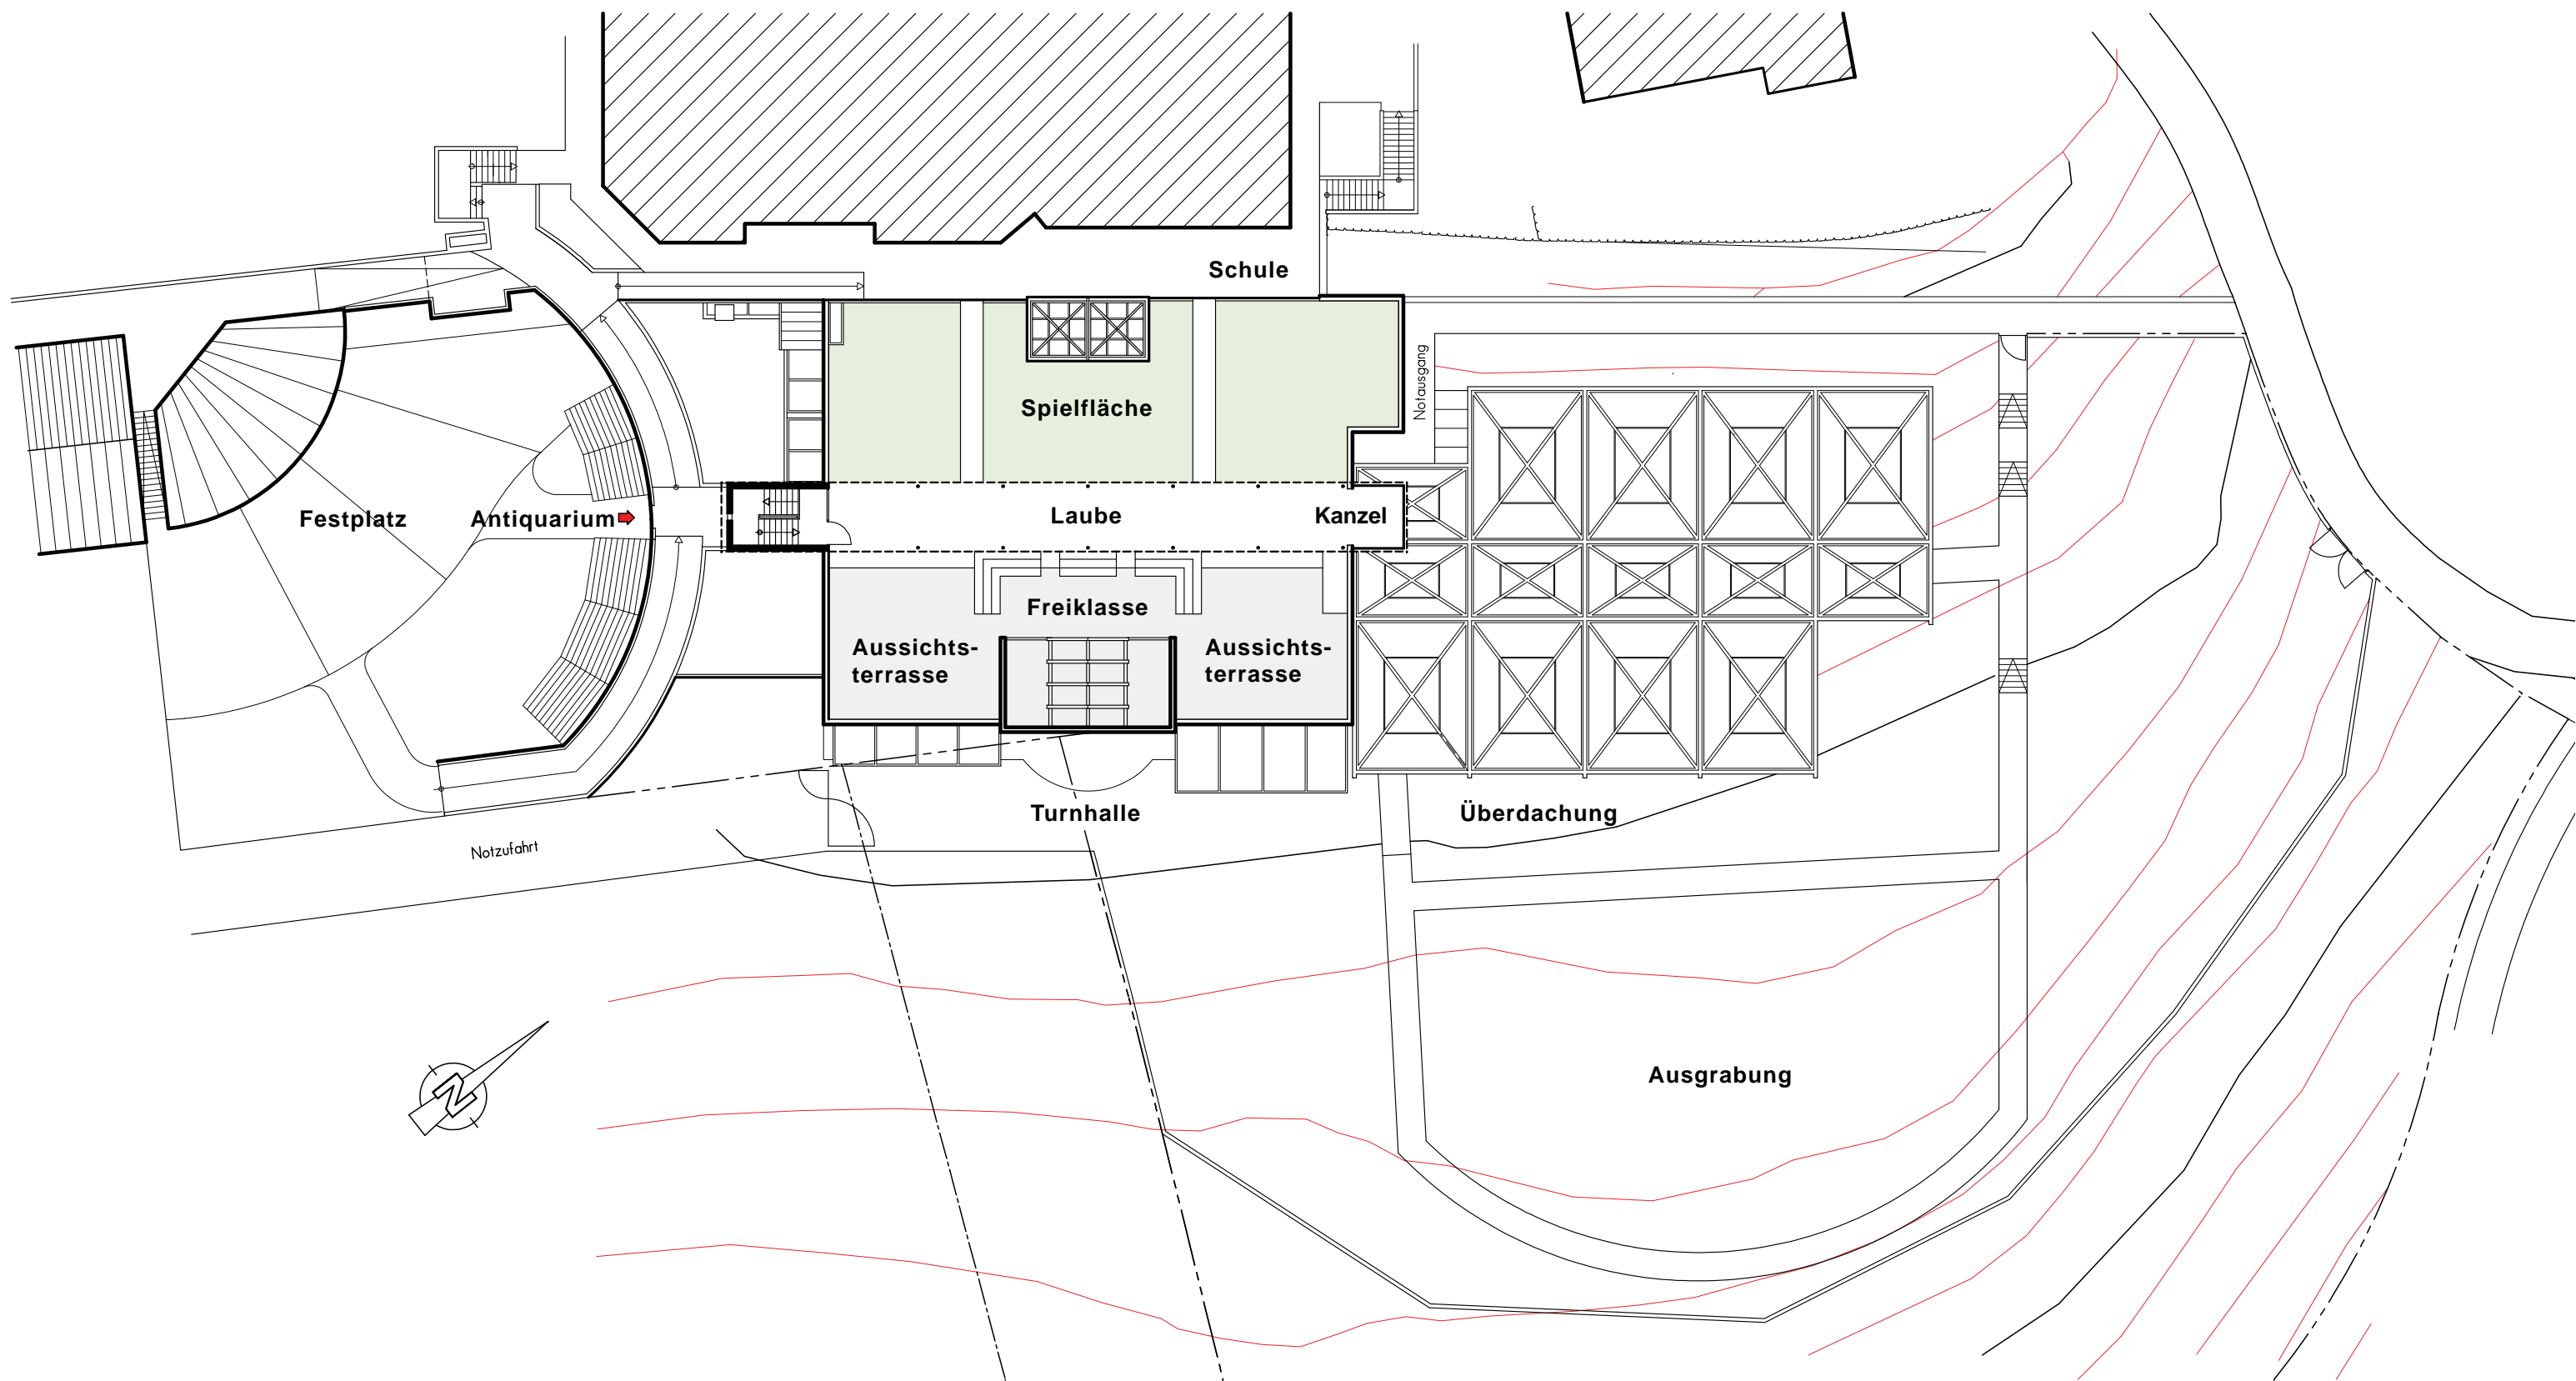 Schule
Notausgang
Spielfläche
Festplatz
Antiquarium
Laube
Kanzel
Freiklasse
Aussichts-
terrasse
Aussichts-
terrasse
Turnhalle
Überdachung
Notzufahrt
Ausgrabung
N